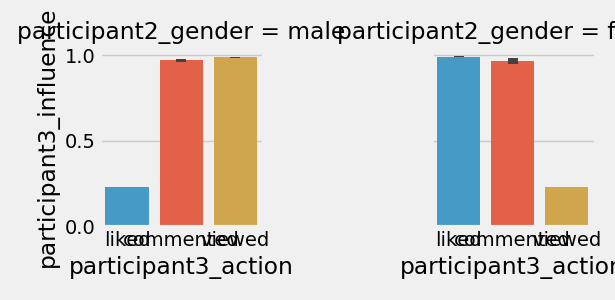 participant2_gender = male
participant2_gender = f
participant3_influence
1.0
0.5
0.0
liked commented viewed
liked commented viewed
participant3_action
participant3_action